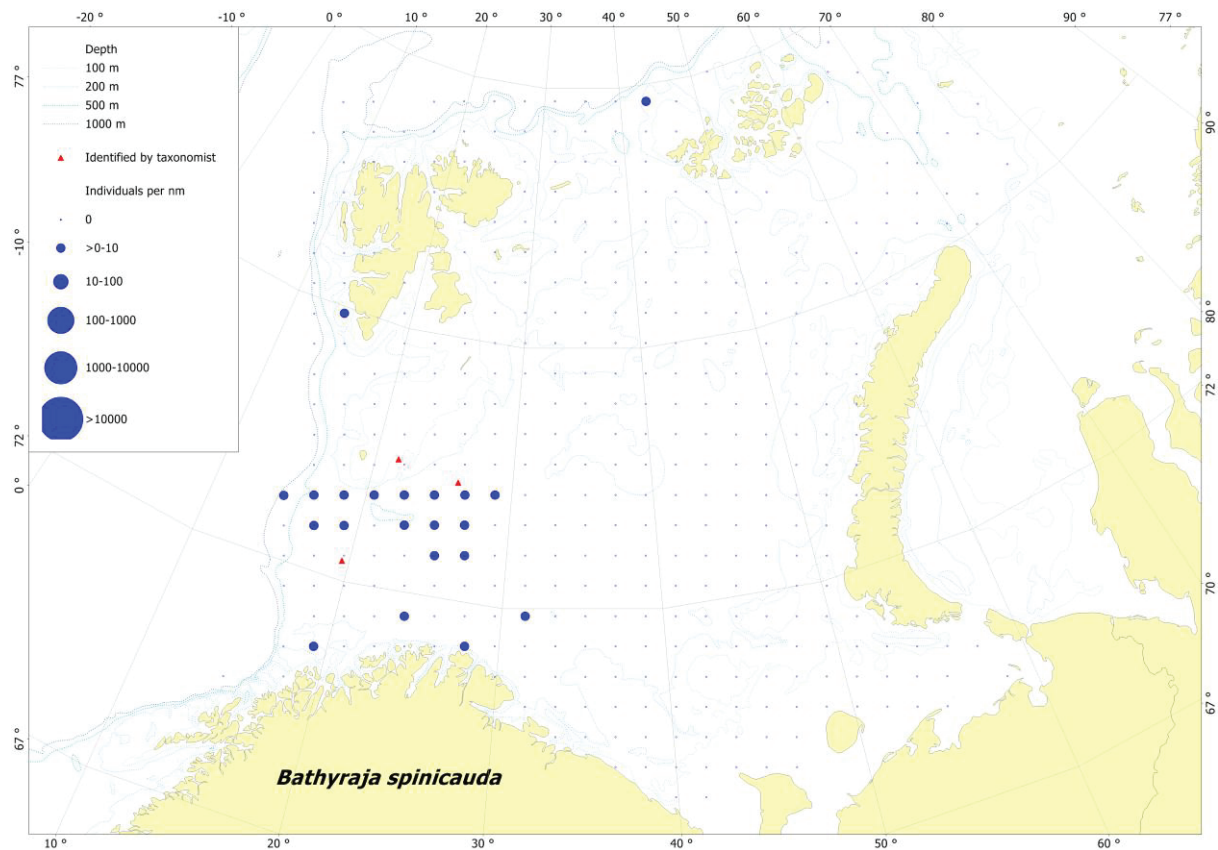 -20 ° -10 ° 0 ° 10 ° 20 ° 30 ° 40 ° 50 ° 60 ° 70 ° 80 ° 90 ° 77 °
Depth
100 m
200 m
500 m
1000 m
Identified by taxonomist
Individuals per nm
0
>0-10
10-100
100-1000
1000-10000
>10000
77 °
-10 °
72 °
0 °
67 °
90 °
80 °
72 °
70 °
67 °
Bathyraja spinicauda
10 ° 20 ° 30 ° 40 ° 50 ° 60 °